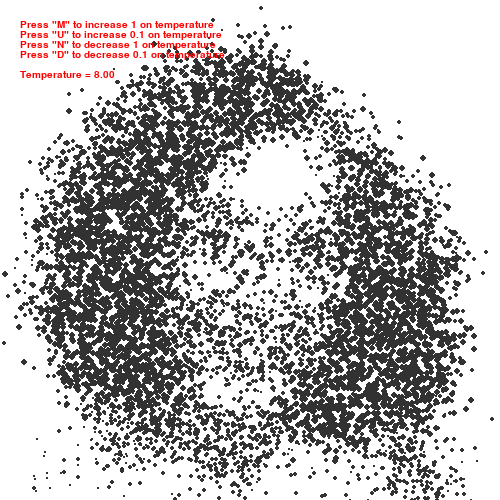 Press "M" to increase 1 on temperature
Press "U" to increase 0.1 on temperature
Press "N" to decrease 1 on temperature
Press "D" to decrease 0.1 on temperature
Temperature = 8.00